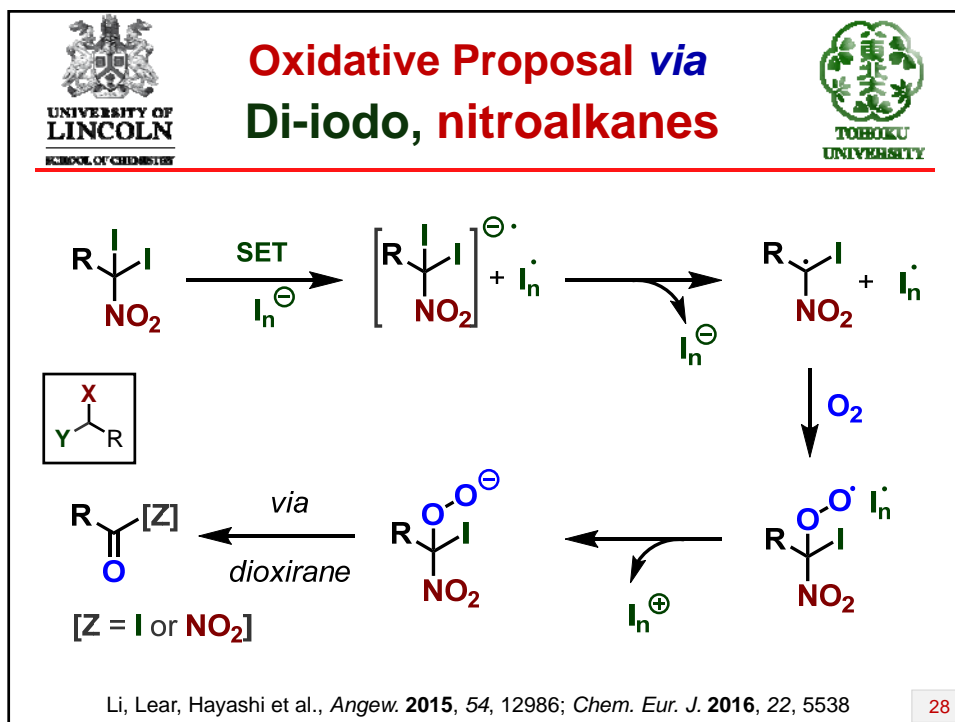 UNIVERSITY OF
LINCOLN
SCHOOL OF CHEMISTRY
Oxidative Proposal via
Di-iodo, nitroalkanes
TOHOKU
UNIVERSITY
R I I NO2
SET
In⊖
[R I I NO2]⊖· + In·
In⊖
R · I NO2 + In·
X
Y R
O2
R [Z] O
via
dioxirane
R O O⊖ I NO2
In⊕
R O O· I NO2 In·
[Z = I or NO2]
Li, Lear, Hayashi et al., Angew. 2015, 54, 12986; Chem. Eur. J. 2016, 22, 5538
28